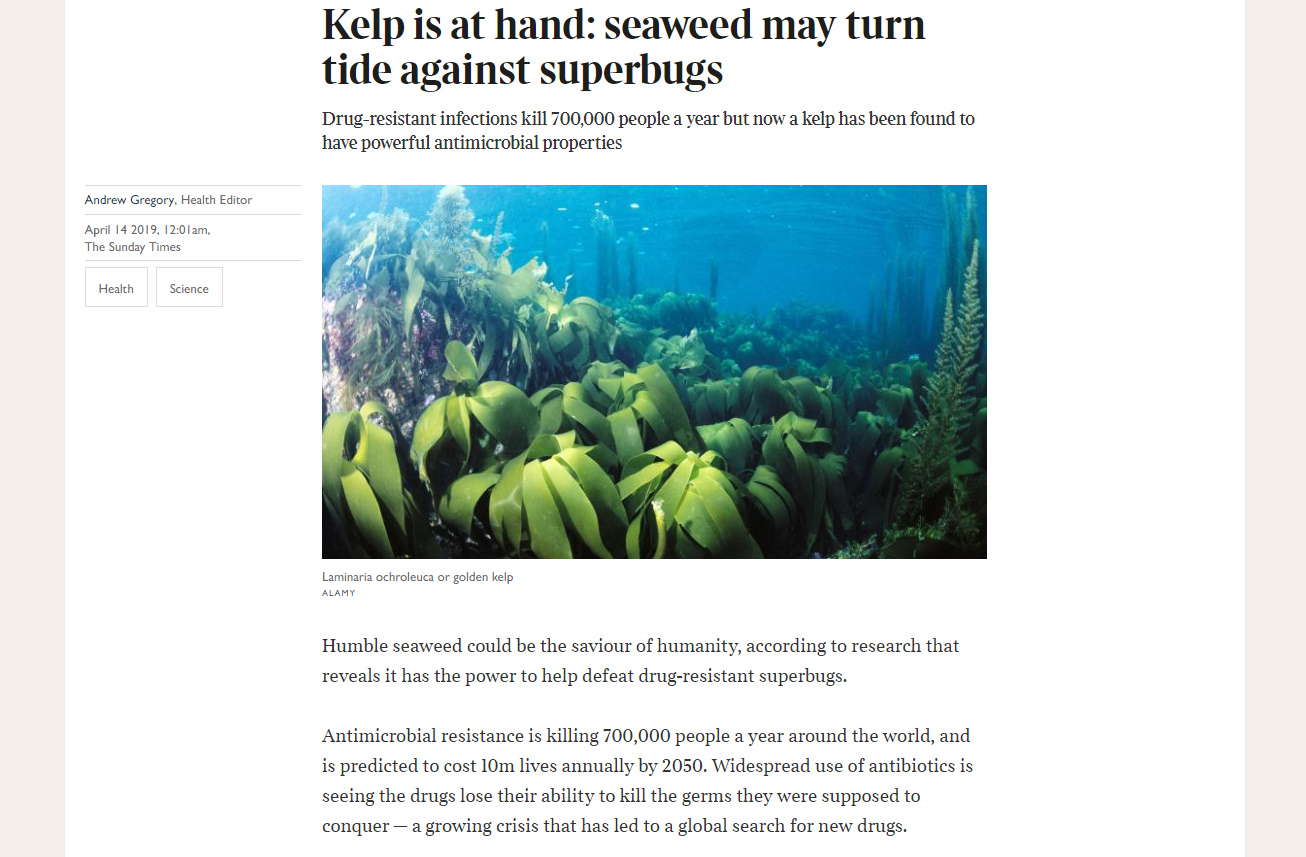 Kelp is at hand: seaweed may turn
tide against superbugs
Drug-resistant infections kill 700,000 people a year but now a kelp has been found to
have powerful antimicrobial properties
Andrew Gregory, Health Editor
April 14 2019, 12:01am,
The Sunday Times
Health
Science
Laminaria ochroleuca or golden kelp
ALAMY
Humble seaweed could be the saviour of humanity, according to research that
reveals it has the power to help defeat drug-resistant superbugs.
Antimicrobial resistance is killing 700,000 people a year around the world, and
is predicted to cost 10m lives annually by 2050. Widespread use of antibiotics is
seeing the drugs lose their ability to kill the germs they were supposed to
conquer — a growing crisis that has led to a global search for new drugs.